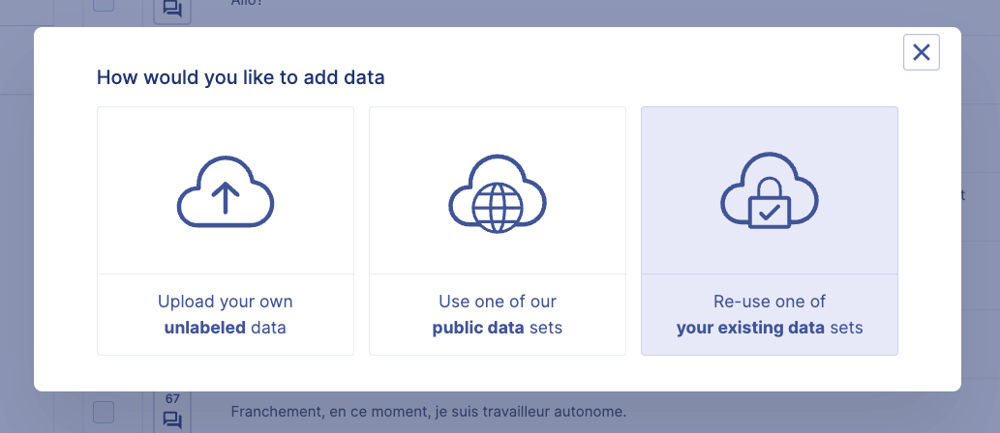 Allo?
How would you like to add data
Upload your own
unlabeled data
Use one of our
public data sets
Re-use one of
your existing data sets
t
67
Franchement, en ce moment, je suis travailleur autonome.